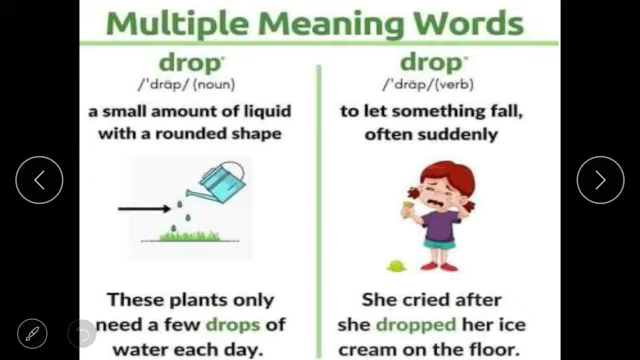 Multiple Meaning Words
drop
/'dräp/ (noun)
a small amount of liquid
with a rounded shape
These plants only
need a few drops of
water each day.
drop
/'dräp/(verb)
to let something fall,
often suddenly
She cried after
she dropped her ice
cream on the floor.